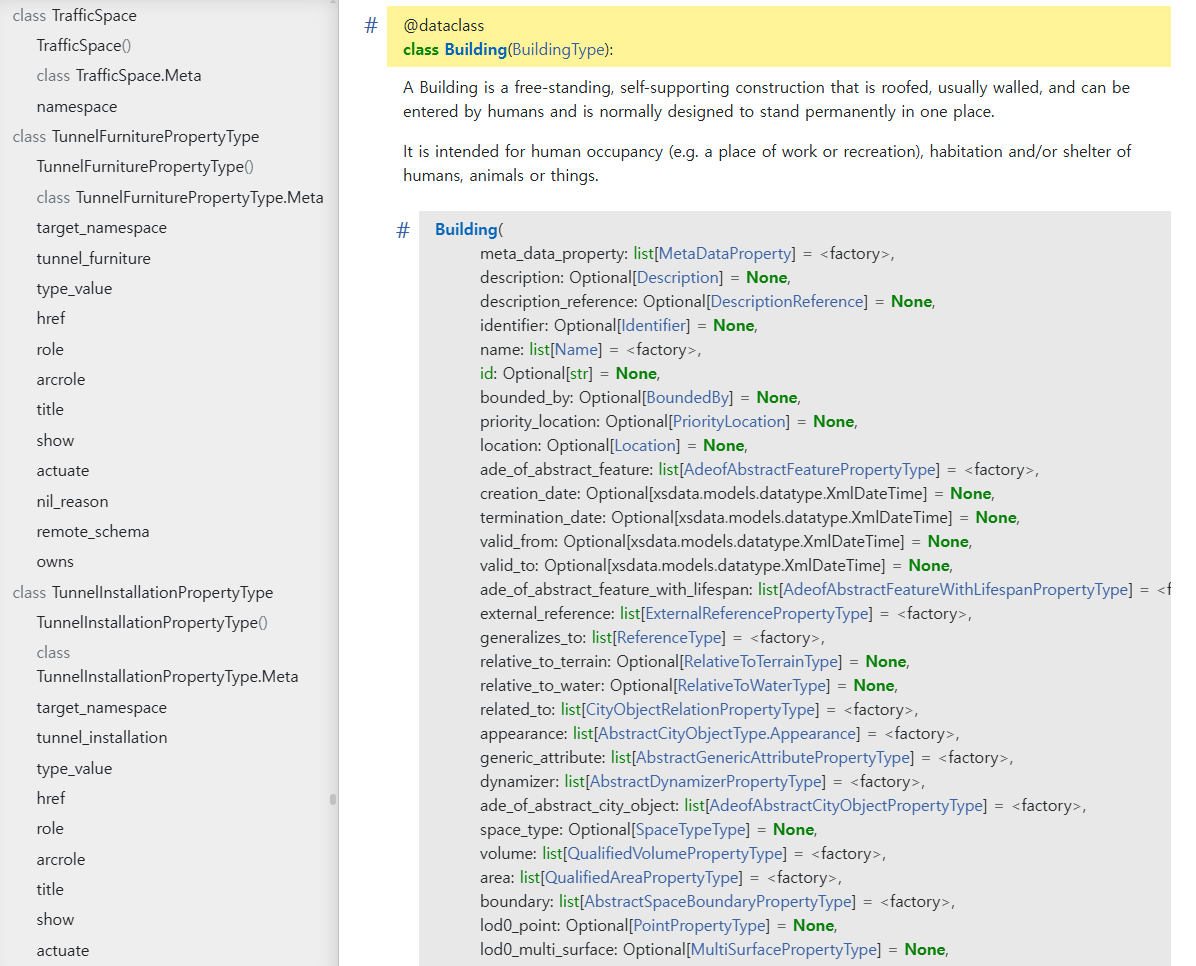 class TrafficSpace
TrafficSpace()
class TrafficSpace.Meta
namespace
class TunnelFurniturePropertyType
TunnelFurniturePropertyType()
class TunnelFurniturePropertyType.Meta
target_namespace
tunnel_furniture
type_value
href
role
arcrole
title
show
actuate
nil_reason
remote_schema
owns
class TunnelInstallationPropertyType
TunnelInstallationPropertyType()
class
TunnelInstallationPropertyType.Meta
target_namespace
tunnel_installation
type_value
href
role
arcrole
title
show
actuate
# @dataclass
class Building(BuildingType):
A Building is a free-standing, self-supporting construction that is roofed, usually walled, and can be
entered by humans and is normally designed to stand permanently in one place.
It is intended for human occupancy (e.g. a place of work or recreation), habitation and/or shelter of
humans, animals or things.
# Building(
meta_data_property: list[MetaDataProperty] = <factory>,
description: Optional[Description] = None,
description_reference: Optional[DescriptionReference] = None,
identifier: Optional[Identifier] = None,
name: list[Name] = <factory>,
id: Optional[str] = None,
bounded_by: Optional[BoundedBy] = None,
priority_location: Optional[PriorityLocation] = None,
location: Optional[Location] = None,
ade_of_abstract_feature: list[AdeofAbstractFeaturePropertyType] = <factory>,
creation_date: Optional[xsdata.models.datatype.XmlDateTime] = None,
termination_date: Optional[xsdata.models.datatype.XmlDateTime] = None,
valid_from: Optional[xsdata.models.datatype.XmlDateTime] = None,
valid_to: Optional[xsdata.models.datatype.XmlDateTime] = None,
ade_of_abstract_feature_with_lifespan: list[AdeofAbstractFeatureWithLifespanPropertyType] = <f
external_reference: list[ExternalReferencePropertyType] = <factory>,
generalizes_to: list[ReferenceType] = <factory>,
relative_to_terrain: Optional[RelativeToTerrainType] = None,
relative_to_water: Optional[RelativeToWaterType] = None,
related_to: list[CityObjectRelationPropertyType] = <factory>,
appearance: list[AbstractCityObjectType.Appearance] = <factory>,
generic_attribute: list[AbstractGenericAttributePropertyType] = <factory>,
dynamizer: list[AbstractDynamizerPropertyType] = <factory>,
ade_of_abstract_city_object: list[AdeofAbstractCityObjectPropertyType] = <factory>,
space_type: Optional[SpaceTypeType] = None,
volume: list[QualifiedVolumePropertyType] = <factory>,
area: list[QualifiedAreaPropertyType] = <factory>,
boundary: list[AbstractSpaceBoundaryPropertyType] = <factory>,
lod0_point: Optional[PointPropertyType] = None,
lod0_multi_surface: Optional[MultiSurfacePropertyType] = None,